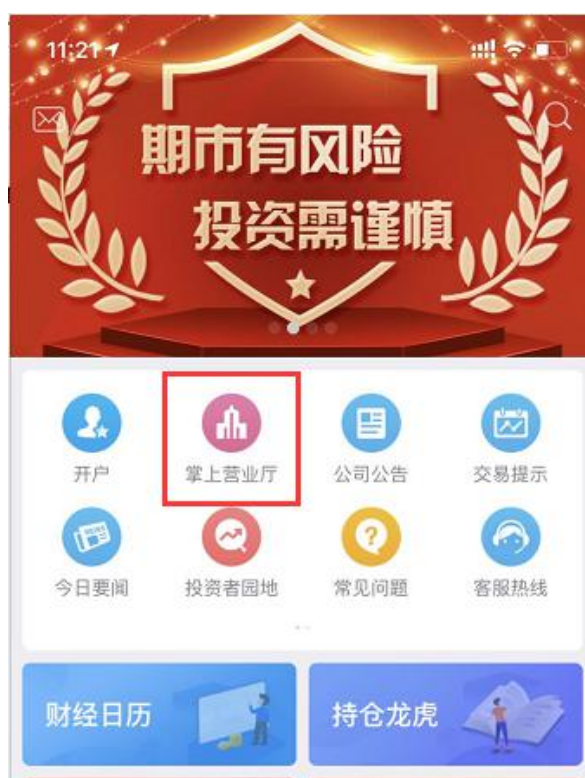 11:21
期市有风险
投资需谨慎
开户
掌上营业厅
公司公告
交易提示
今日要闻
投资者园地
常见问题
客服热线
财经日历
持仓龙虎